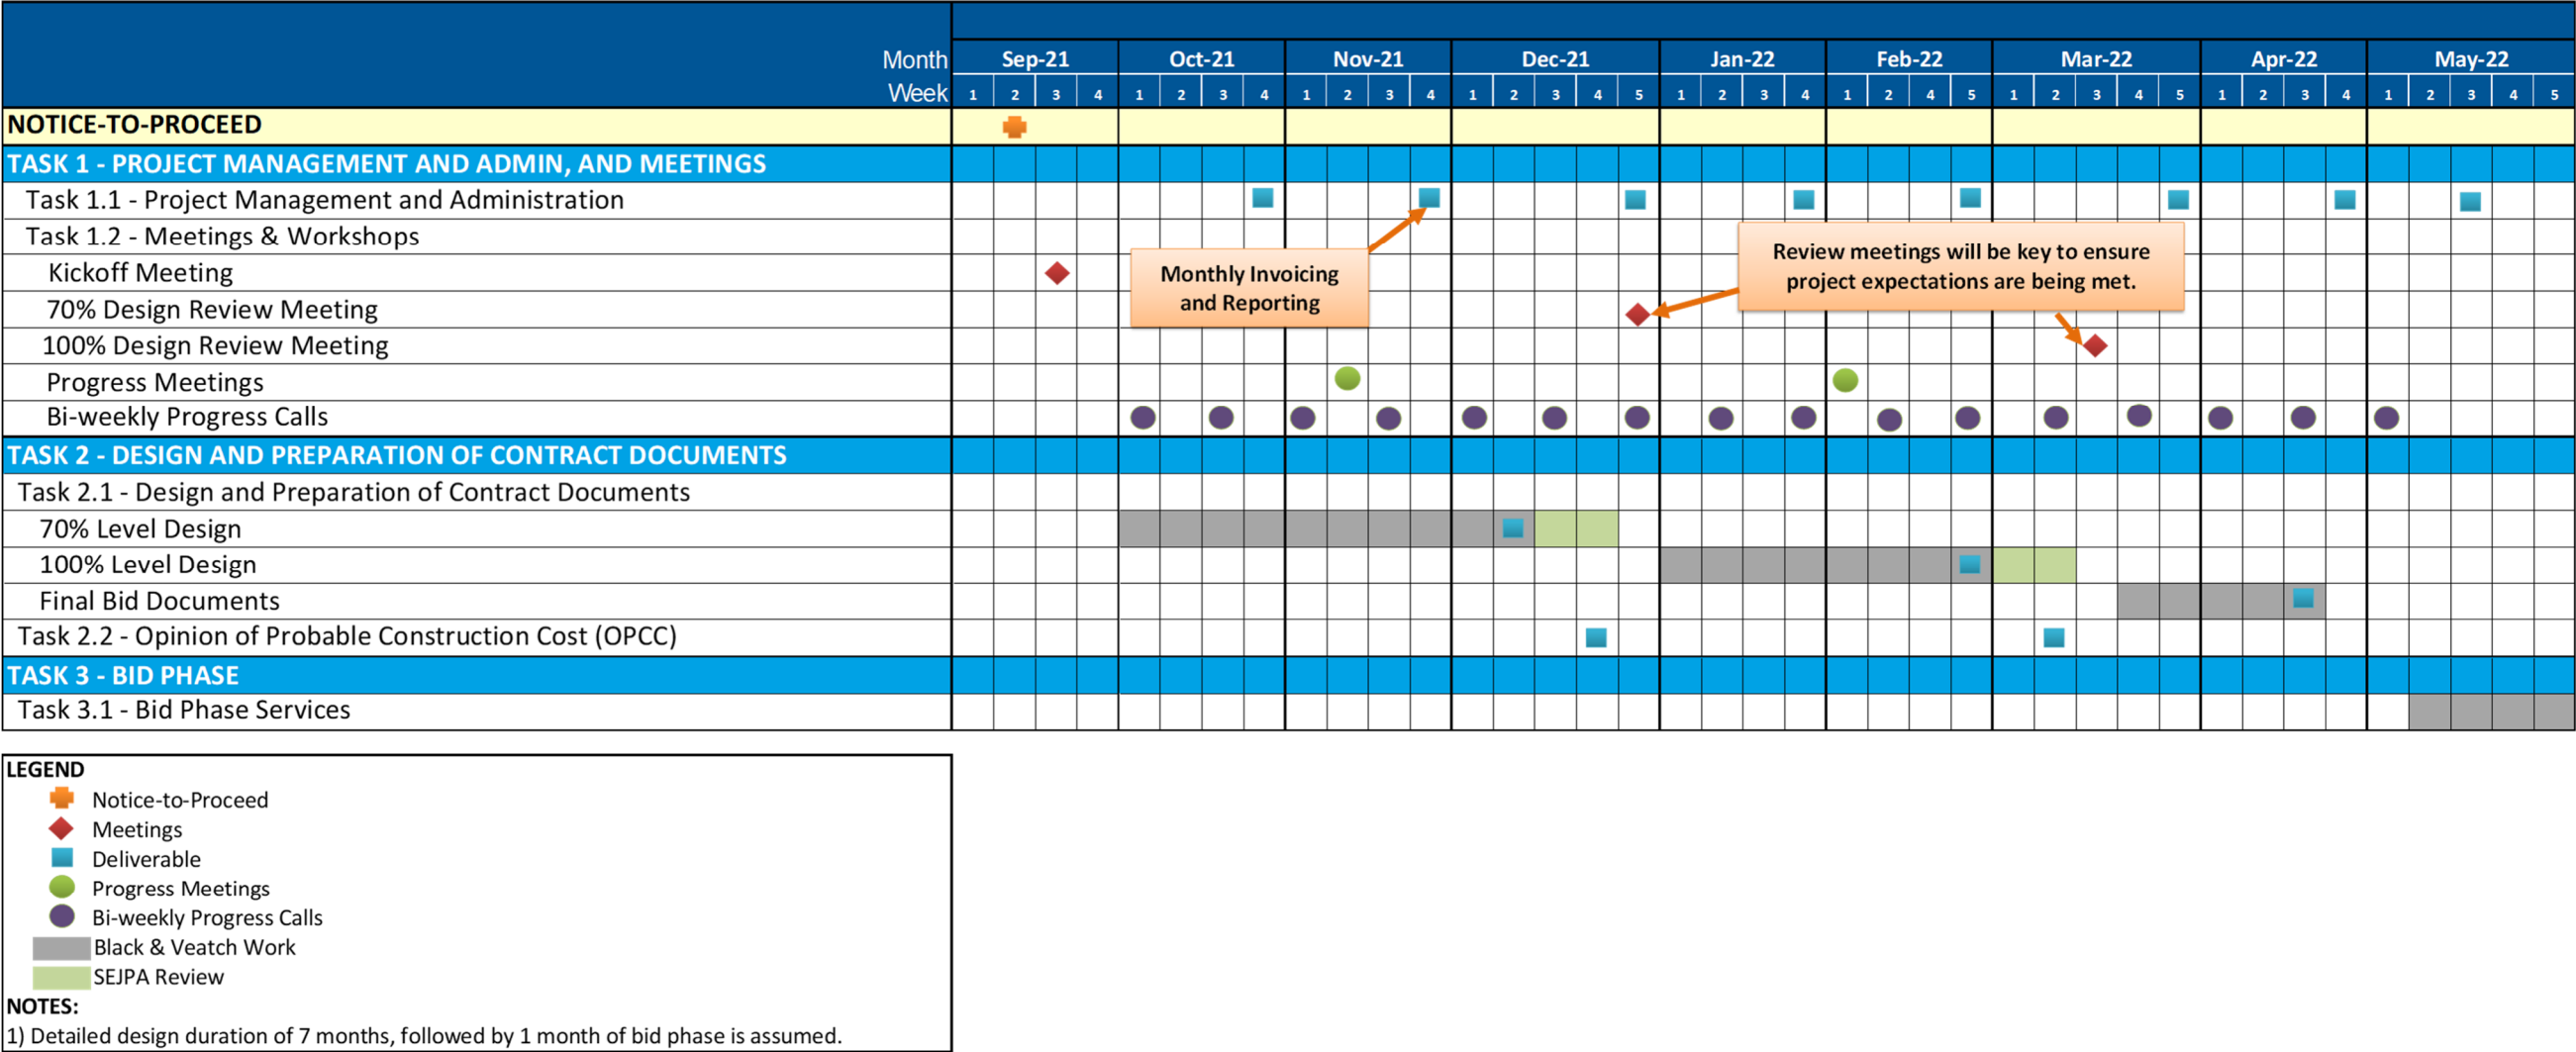 Month Sep-21 Oct-21 Nov-21 Dec-21 Jan-22 Feb-22 Mar-22 Apr-22 May-22
Week 1 2 3 4 1 2 3 4 1 2 3 4 1 2 3 4 5 1 2 3 4 1 2 4 5 1 2 3 4 5 1 2 3 4 1 2 3 4 5
NOTICE-TO-PROCEED
TASK 1 - PROJECT MANAGEMENT AND ADMIN, AND MEETINGS
Task 1.1 - Project Management and Administration
Task 1.2 - Meetings & Workshops
Review meetings will be key to ensure
project expectations are being met.
Kickoff Meeting
Monthly Invoicing
and Reporting
70% Design Review Meeting
100% Design Review Meeting
Progress Meetings
Bi-weekly Progress Calls
TASK 2 - DESIGN AND PREPARATION OF CONTRACT DOCUMENTS
Task 2.1 - Design and Preparation of Contract Documents
70% Level Design
100% Level Design
Final Bid Documents
Task 2.2 - Opinion of Probable Construction Cost (OPCC)
TASK 3 - BID PHASE
Task 3.1 - Bid Phase Services
LEGEND
Notice-to-Proceed
Meetings
Deliverable
Progress Meetings
Bi-weekly Progress Calls
Black & Veatch Work
SEJPA Review
NOTES:
1) Detailed design duration of 7 months, followed by 1 month of bid phase is assumed.